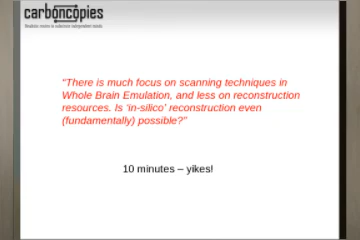 carboncopies
"There is much focus on scanning techniques in
Whole Brain Emulation, and less on reconstruction
resources. Is 'in-silico' reconstruction even
(fundamentally) possible?"
10 minutes – yikes!